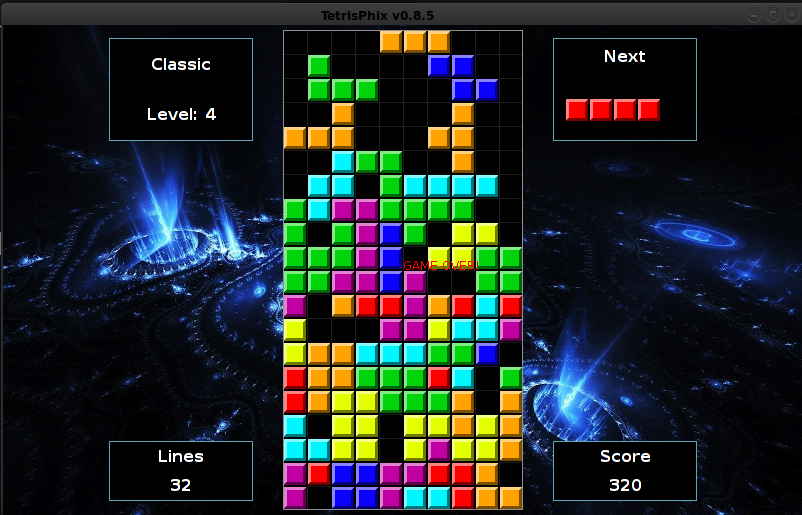 TetrisPhix v0.8.5
Classic
Level: 4
Next
GAME OVER!
Lines
32
Score
320